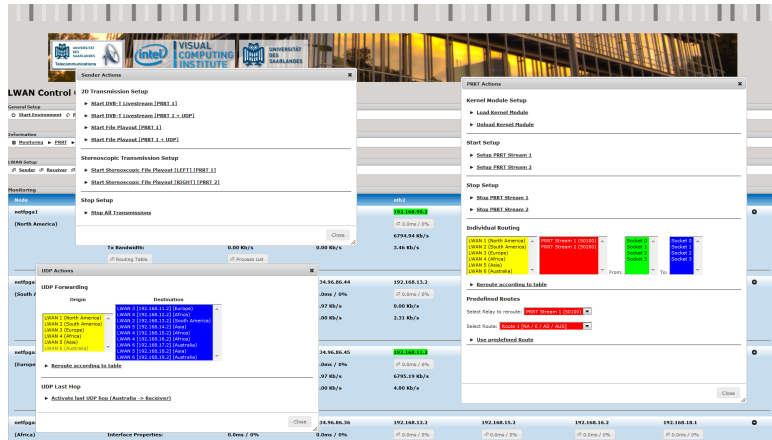 UNIVERSITÄT
DES
SAARLANDES
Telecommunications
intel
VISUAL
COMPUTING
INSTITUTE
UNIVERSITÄT
DES
SAARLANDES
LWAN Control
General Setup
Start Environment
Information
Monitoring
PRRT
LWAN Setup
Sender
Receiver
Monitoring
Node
eth2
netfpga1
192.168.99.1
(North America)
0.0ms / 0%
6794.94 Kb/s
Tx Bandwidth:
0.00 Kb/s
0.00 Kb/s
3.46 Kb/s
Routing Table
Process List
Sender Actions
2D Transmission Setup
Start DVB-T Livestream [PRRT 1]
Start DVB-T Livestream [PRRT 1 + UDP]
Start File Playout [PRRT 1]
Start File Playout [PRRT 1 + UDP]
Stereoscopic Transmission Setup
Start Stereoscopic File Playout [LEFT] [PRRT 1]
Start Stereoscopic File Playout [RIGHT] [PRRT 2]
Stop Setup
Stop All Transmissions
Close
PRRT Actions
Kernel Module Setup
Load Kernel Module
Unload Kernel Module
Start Setup
Setup PRRT Stream 1
Setup PRRT Stream 2
Stop Setup
Stop PRRT Stream 1
Stop PRRT Stream 2
Individual Routing
LWAN 1 (North America)
LWAN 2 (South America)
LWAN 3 (Europe)
LWAN 4 (Africa)
LWAN 5 (Asia)
LWAN 6 (Australia)
PRRT Stream 1 (50100)
PRRT Stream 2 (50200)
From:
Socket 0
Socket 1
Socket 2
Socket 3
To:
Socket 0
Socket 1
Socket 2
Socket 3
Reroute according to table
Predefined Routes
Select Relay to reroute: PRRT Stream 1 (50100)
Select Route: Route 1 [NA / E / AS / AUS]
Use predefined Route
Close
UDP Actions
UDP Forwarding
Origin
Destination
LWAN 1 (North America)
LWAN 2 (South America)
LWAN 3 (Europe)
LWAN 4 (Africa)
LWAN 5 (Asia)
LWAN 6 (Australia)
LWAN 3 [192.168.11.2] (Europe)
LWAN 4 [192.168.12.2] (Africa)
LWAN 2 [192.168.13.2] (South America)
LWAN 5 [192.168.14.2] (Asia)
LWAN 4 [192.168.15.2] (Africa)
LWAN 4 [192.168.16.2] (Africa)
LWAN 6 [192.168.17.2] (Australia)
LWAN 5 [192.168.18.2] (Asia)
LWAN 6 [192.168.19.2] (Australia)
Reroute according to table
UDP Last Hop
Activate last UDP hop (Australia -> Receiver)
Close
netfpga
34.96.86.44
192.168.13.2
(South
.0ms / 0%
0.0ms / 0%
.97 Kb/s
0.00 Kb/s
.00 Kb/s
2.31 Kb/s
netfpga
34.96.86.45
192.168.11.2
(Europe
.0ms / 0%
0.0ms / 0%
.97 Kb/s
6795.19 Kb/s
.00 Kb/s
4.80 Kb/s
netfpga
34.96.86.36
192.168.12.2
192.168.15.2
192.168.16.2
192.168.18.1
(Africa)
Interface Properties:
0.0ms / 0%
0.0ms / 0%
0.0ms / 0%
0.0ms / 0%
0.0ms / 0%
0.0ms / 0%